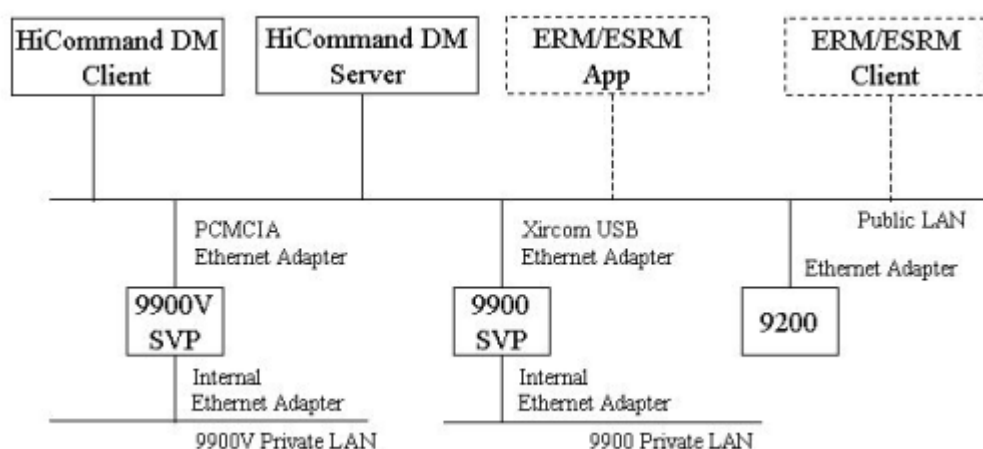 HiCommand DM
Client
HiCommand DM
Server
ERM/ESRM
App
ERM/ESRM
Client
Public LAN
PCMCIA
Ethernet Adapter
Xircom USB
Ethernet Adapter
Ethernet Adapter
9900V
SVP
9900
SVP
9200
Internal
Ethernet Adapter
Internal
Ethernet Adapter
9900V Private LAN
9900 Private LAN